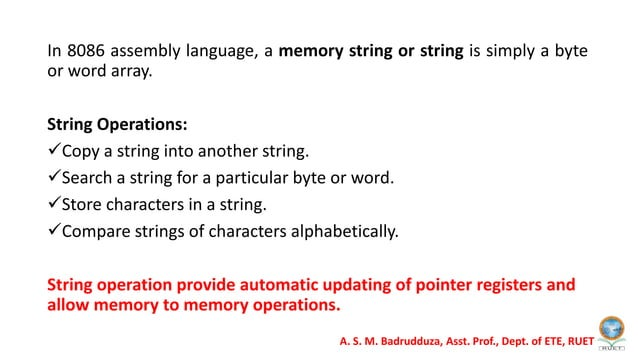 In 8086 assembly language, a memory string or string is simply a byte
or word array.
String Operations:
✓Copy a string into another string.
✓Search a string for a particular byte or word.
✓Store characters in a string.
✓Compare strings of characters alphabetically.
String operation provide automatic updating of pointer registers and
allow memory to memory operations.
A. S. M. Badrudduza, Asst. Prof., Dept. of ETE, RUET
RUET